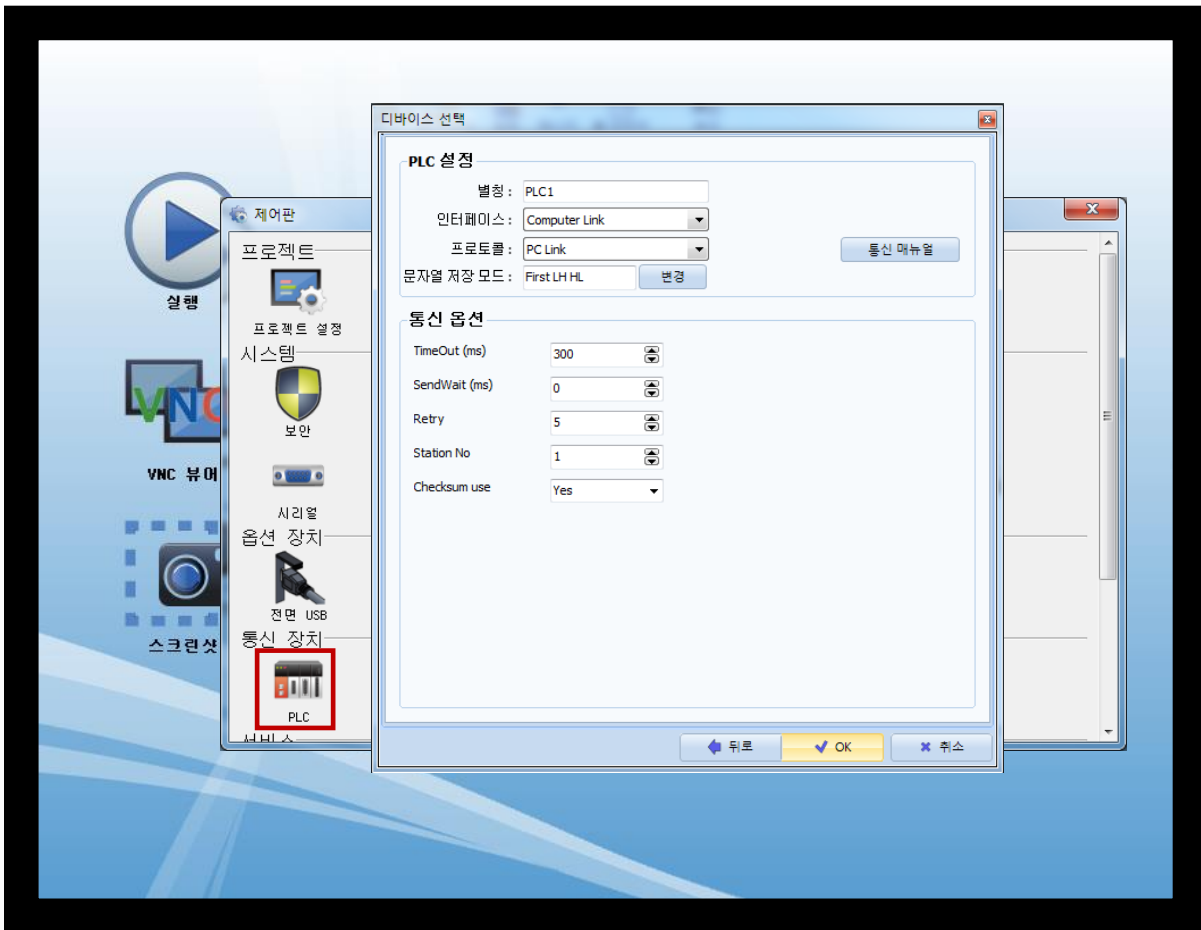 실행
VNC 뷰어
스크린샷
제어판
프로젝트
프로젝트 설정
시스템
보안
시리얼
옵션 장치
전면 USB
통신 장치
PLC
서비스
디바이스 선택
PLC 설정
별칭 : PLC1
인터페이스 : Computer Link
프로토콜 : PC Link
통신 매뉴얼
문자열 저장 모드 : First LH HL 변경
통신 옵션
TimeOut (ms) 300
SendWait (ms) 0
Retry 5
Station No 1
Checksum use Yes
뒤로 OK 취소